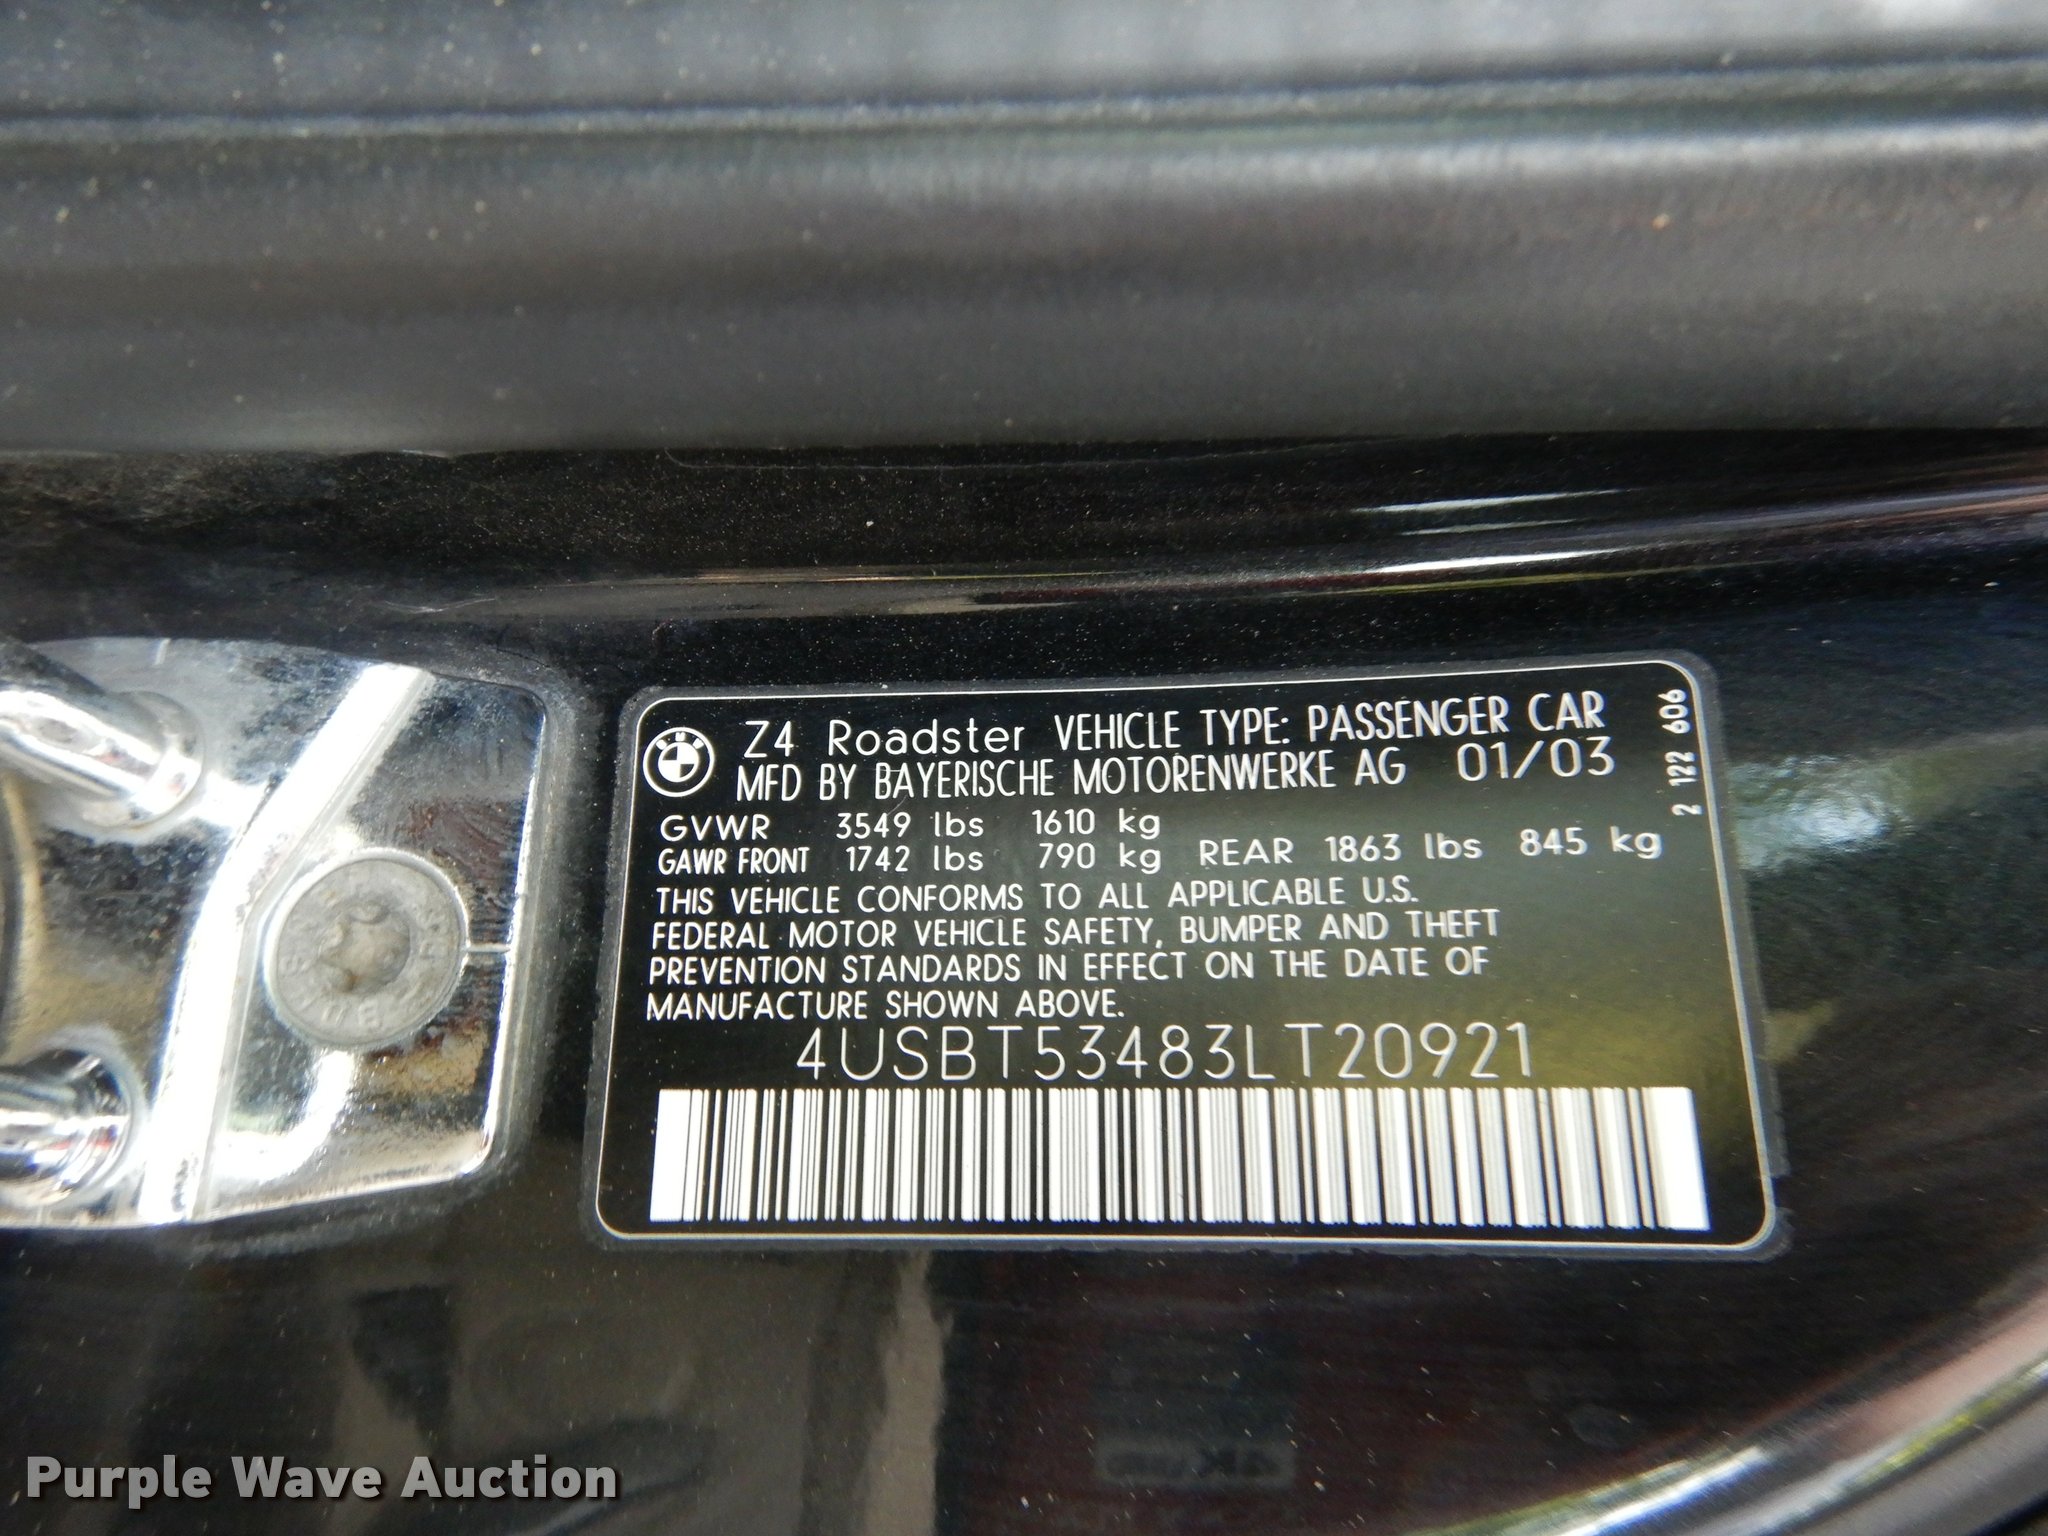 Z4 Roadster VEHICLE TYPE: PASSENGER CAR
MFD BY BAYERISCHE MOTORENWERKE AG 01/03
2 122 606
GVWR 3549 lbs 1610 kg
GAWR FRONT 1742 lbs 790 kg REAR 1863 lbs 845 kg
THIS VEHICLE CONFORMS TO ALL APPLICABLE U.S.
FEDERAL MOTOR VEHICLE SAFETY, BUMPER AND THEFT
PREVENTION STANDARDS IN EFFECT ON THE DATE OF
MANUFACTURE SHOWN ABOVE.
4USBT53483LT20921
Purple Wave Auction